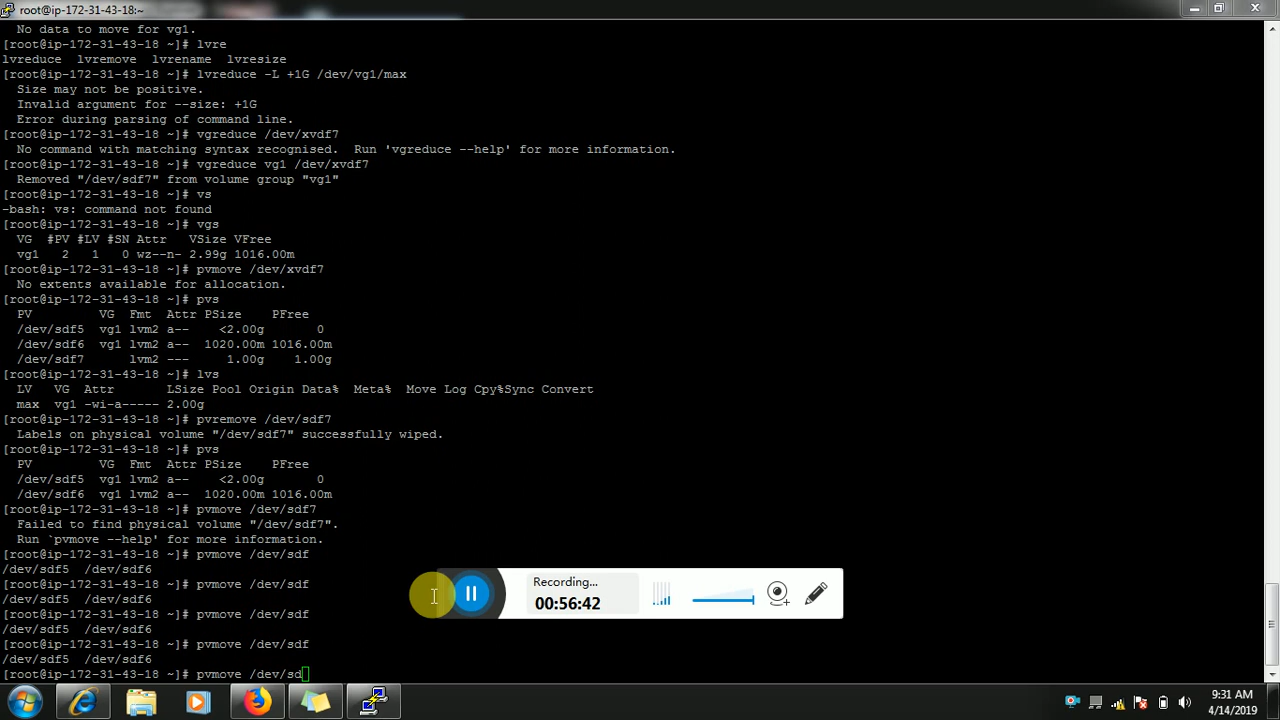 root@ip-172-31-43-18:~
  No data to move for vg1.
[root@ip-172-31-43-18 ~]# lvre
lvreduce  lvremove  lvrename  lvresize
[root@ip-172-31-43-18 ~]# lvreduce -L +1G /dev/vg1/max
  Size may not be positive.
  Invalid argument for --size: +1G
  Error during parsing of command line.
[root@ip-172-31-43-18 ~]# vgreduce /dev/xvdf7
  No command with matching syntax recognised.  Run 'vgreduce --help' for more information.
[root@ip-172-31-43-18 ~]# vgreduce vg1 /dev/xvdf7
  Removed "/dev/sdf7" from volume group "vg1"
[root@ip-172-31-43-18 ~]# vs
-bash: vs: command not found
[root@ip-172-31-43-18 ~]# vgs
  VG  #PV #LV #SN Attr   VSize VFree
  vg1   2   1   0 wz--n- 2.99g 1016.00m
[root@ip-172-31-43-18 ~]# pvmove /dev/xvdf7
  No extents available for allocation.
[root@ip-172-31-43-18 ~]# pvs
  PV         VG  Fmt  Attr PSize    PFree
  /dev/sdf5  vg1 lvm2 a--    <2.00g       0
  /dev/sdf6  vg1 lvm2 a--  1020.00m 1016.00m
  /dev/sdf7      lvm2 ---     1.00g    1.00g
[root@ip-172-31-43-18 ~]# lvs
  LV   VG  Attr       LSize Pool Origin Data%  Meta%  Move Log Cpy%Sync Convert
  max  vg1 -wi-a----- 2.00g
[root@ip-172-31-43-18 ~]# pvremove /dev/sdf7
  Labels on physical volume "/dev/sdf7" successfully wiped.
[root@ip-172-31-43-18 ~]# pvs
  PV         VG  Fmt  Attr PSize    PFree
  /dev/sdf5  vg1 lvm2 a--    <2.00g       0
  /dev/sdf6  vg1 lvm2 a--  1020.00m 1016.00m
[root@ip-172-31-43-18 ~]# pvmove /dev/sdf7
  Failed to find physical volume "/dev/sdf7".
  Run `pvmove --help' for more information.
[root@ip-172-31-43-18 ~]# pvmove /dev/sdf
/dev/sdf5  /dev/sdf6
[root@ip-172-31-43-18 ~]# pvmove /dev/sdf
/dev/sdf5  /dev/sdf6
[root@ip-172-31-43-18 ~]# pvmove /dev/sdf
/dev/sdf5  /dev/sdf6
[root@ip-172-31-43-18 ~]# pvmove /dev/sdf
/dev/sdf5  /dev/sdf6
[root@ip-172-31-43-18 ~]# pvmove /dev/sd
Recording...
00:56:42
9:31 AM
4/14/2019